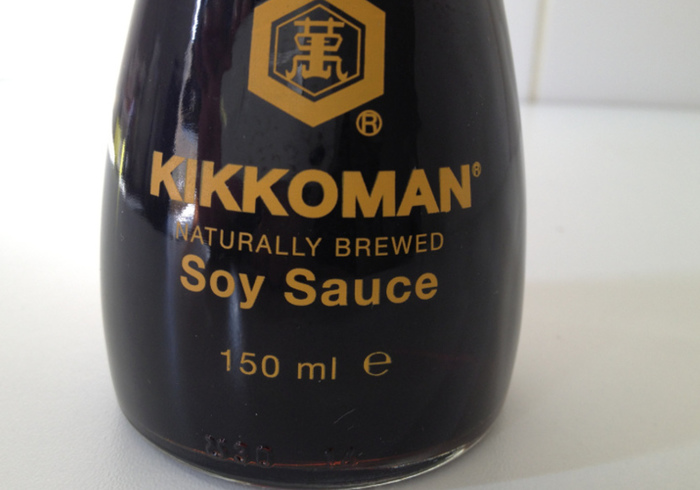 萬
®
KIKKOMAN®
NATURALLY BREWED
Soy Sauce
150 ml ℮